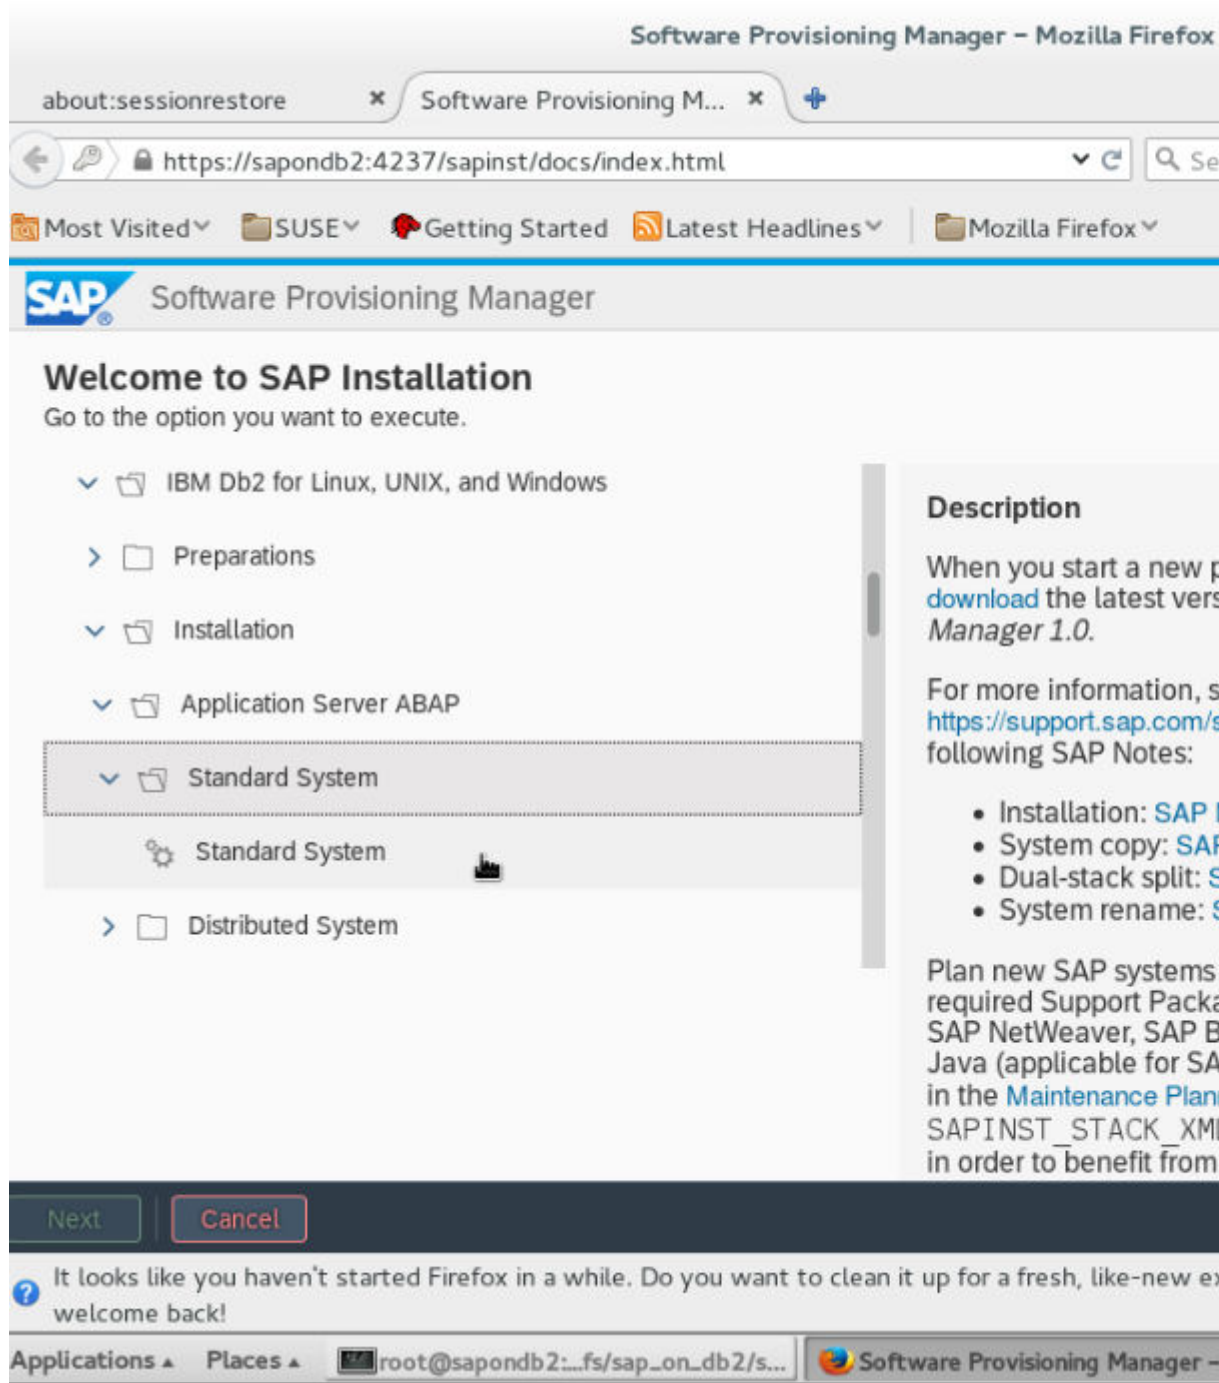 Software Provisioning Manager – Mozilla Firefox
about:sessionrestore
Software Provisioning M...
https://sapondb2:4237/sapinst/docs/index.html
Se
Most Visited
SUSE
Getting Started
Latest Headlines
Mozilla Firefox
SAP®
Software Provisioning Manager
Welcome to SAP Installation
Go to the option you want to execute.
IBM Db2 for Linux, UNIX, and Windows
Preparations
Installation
Application Server ABAP
Standard System
Standard System
Distributed System
Description
When you start a new p
download the latest vers
Manager 1.0.
For more information, s
https://support.sap.com/s
following SAP Notes:
• Installation: SAP
• System copy: SAP
• Dual-stack split: S
• System rename: S
Plan new SAP systems
required Support Packa
SAP NetWeaver, SAP B
Java (applicable for SA
in the Maintenance Plan
SAPINST_STACK_XML
in order to benefit from
Next
Cancel
It looks like you haven't started Firefox in a while. Do you want to clean it up for a fresh, like-new ex
welcome back!
Applications
Places
root@sapondb2:...fs/sap_on_db2/s...
Software Provisioning Manager –